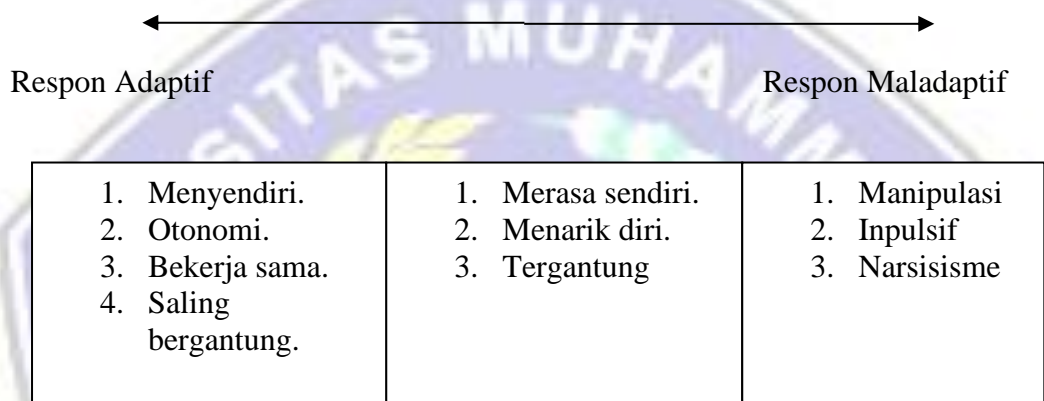 Respon Adaptif
Respon Maladaptif
1. Menyendiri.
2. Otonomi.
3. Bekerja sama.
4. Saling
bergantung.
1. Merasa sendiri.
2. Menarik diri.
3. Tergantung
1. Manipulasi
2. Inpulsif
3. Narsisisme